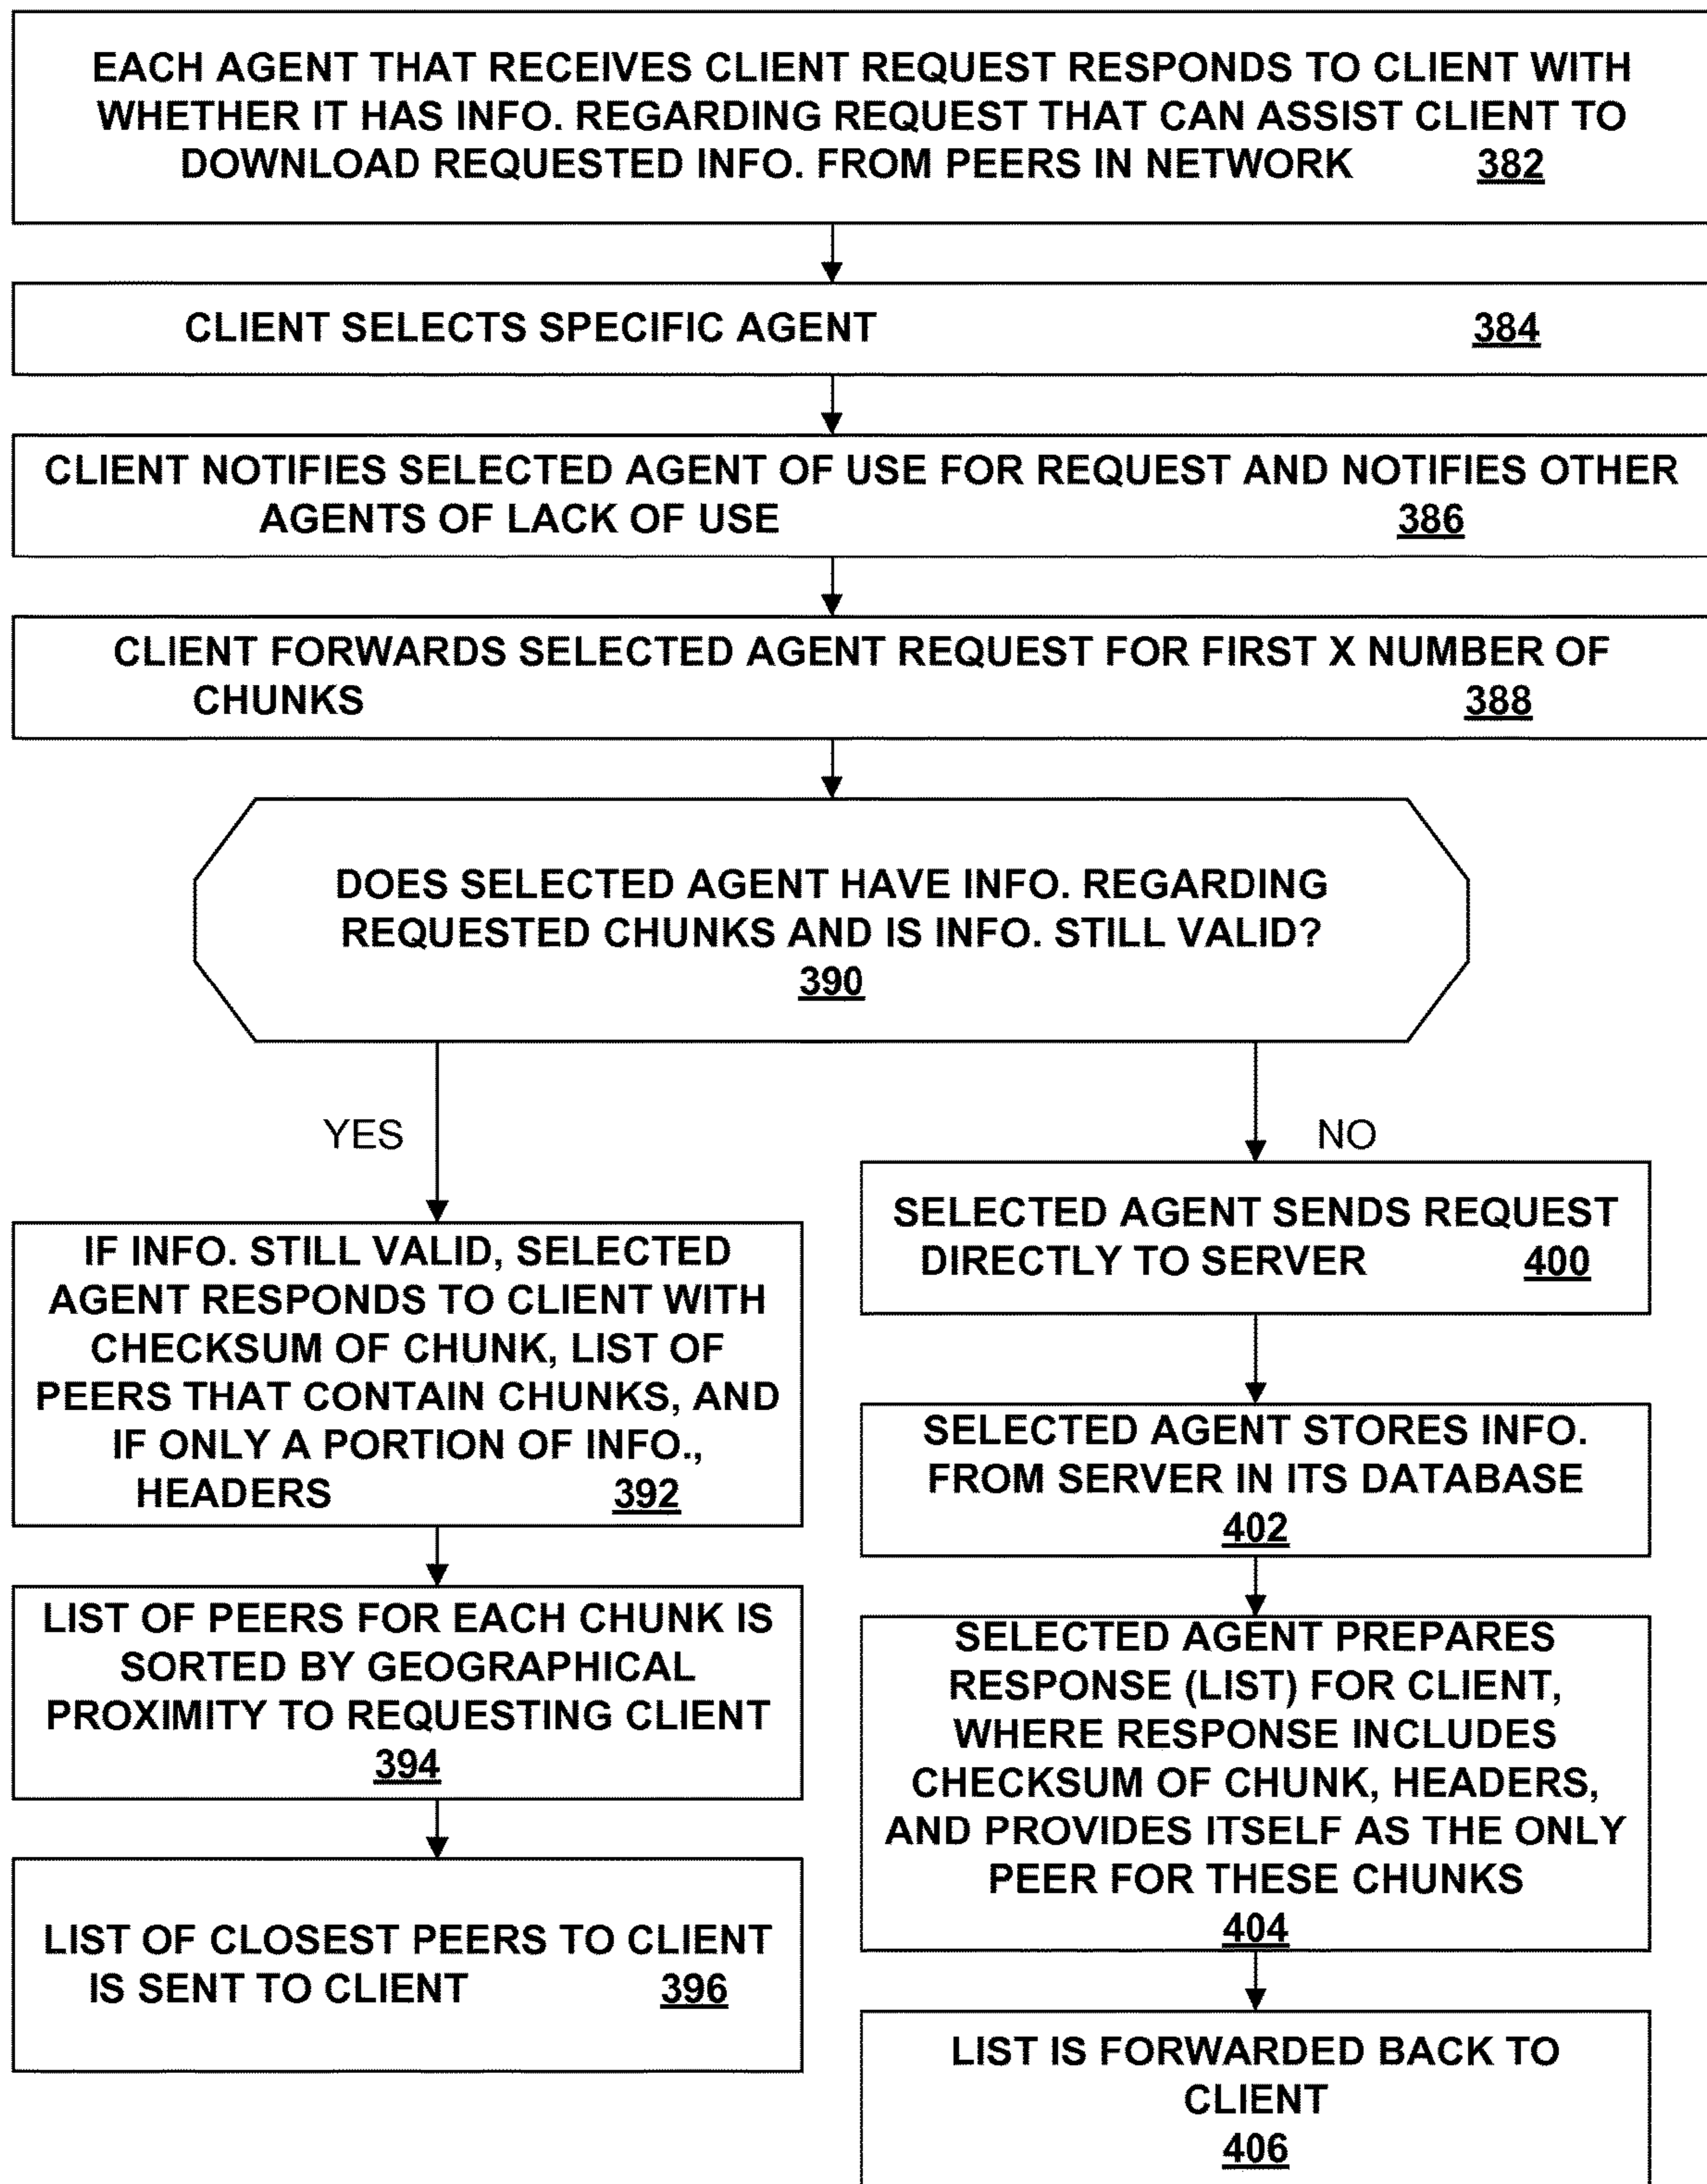 EACH AGENT THAT RECEIVES CLIENT REQUEST RESPONDS TO CLIENT WITH
WHETHER IT HAS INFO. REGARDING REQUEST THAT CAN ASSIST CLIENT TO
DOWNLOAD REQUESTED INFO. FROM PEERS IN NETWORK 382
CLIENT SELECTS SPECIFIC AGENT 384
CLIENT NOTIFIES SELECTED AGENT OF USE FOR REQUEST AND NOTIFIES OTHER
AGENTS OF LACK OF USE 386
CLIENT FORWARDS SELECTED AGENT REQUEST FOR FIRST X NUMBER OF
CHUNKS 388
DOES SELECTED AGENT HAVE INFO. REGARDING
REQUESTED CHUNKS AND IS INFO. STILL VALID?
390
YES
IF INFO. STILL VALID, SELECTED
AGENT RESPONDS TO CLIENT WITH
CHECKSUM OF CHUNK, LIST OF
PEERS THAT CONTAIN CHUNKS, AND
IF ONLY A PORTION OF INFO.,
HEADERS 392
LIST OF PEERS FOR EACH CHUNK IS
SORTED BY GEOGRAPHICAL
PROXIMITY TO REQUESTING CLIENT
394
LIST OF CLOSEST PEERS TO CLIENT
IS SENT TO CLIENT 396
NO
SELECTED AGENT SENDS REQUEST
DIRECTLY TO SERVER 400
SELECTED AGENT STORES INFO.
FROM SERVER IN ITS DATABASE
402
SELECTED AGENT PREPARES
RESPONSE (LIST) FOR CLIENT,
WHERE RESPONSE INCLUDES
CHECKSUM OF CHUNK, HEADERS,
AND PROVIDES ITSELF AS THE ONLY
PEER FOR THESE CHUNKS
404
LIST IS FORWARDED BACK TO
CLIENT
406